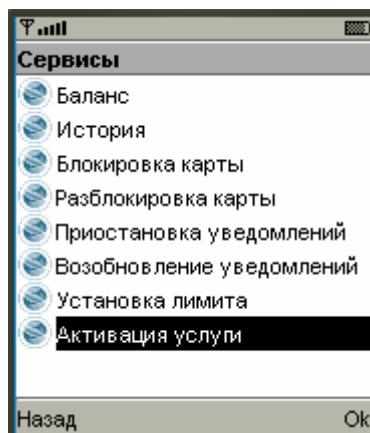 Сервисы
Баланс
История
Блокировка карты
Разблокировка карты
Приостановка уведомлений
Возобновление уведомлений
Установка лимита
Активация услуги
Назад Ok